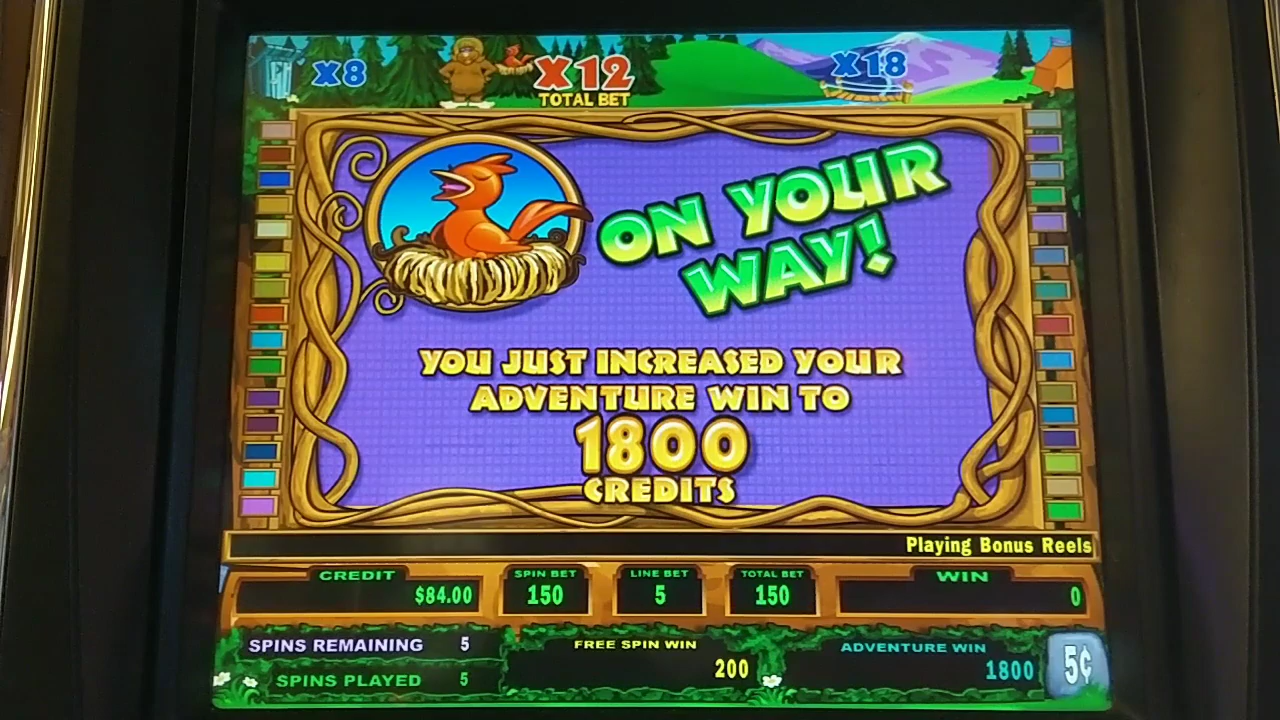 X8
X12
TOTAL BET
X18
ON YOUR
WAY!
YOU JUST INCREASED YOUR
ADVENTURE WIN TO
1800
CREDITS
Playing Bonus Reels
CREDIT
$84.00
SPIN BET
150
LINE BET
5
TOTAL BET
150
WIN
0
SPINS REMAINING 5
SPINS PLAYED 5
FREE SPIN WIN
200
ADVENTURE WIN
1800
5¢